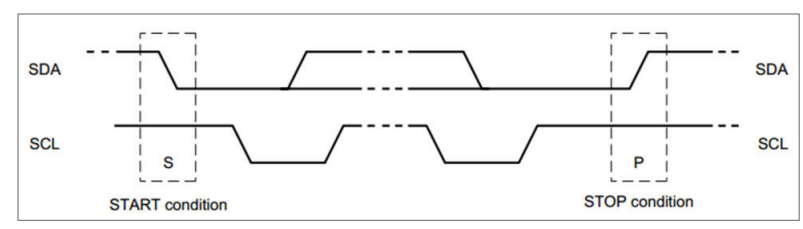 SDA
SDA
SCL
SCL
S
P
START condition
STOP condition